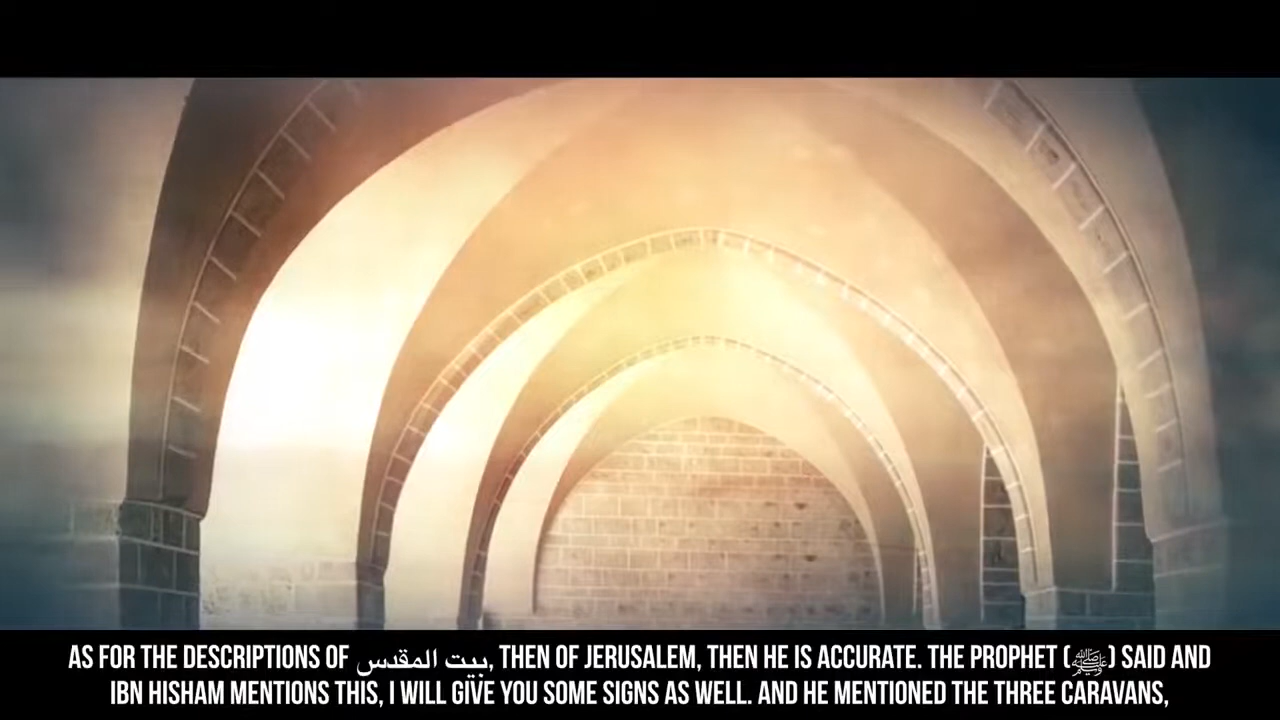 AS FOR THE DESCRIPTIONS OF بيت المقدس, THEN OF JERUSALEM, THEN HE IS ACCURATE. THE PROPHET (ﷺ) SAID AND
IBN HISHAM MENTIONS THIS, I WILL GIVE YOU SOME SIGNS AS WELL. AND HE MENTIONED THE THREE CARAVANS,